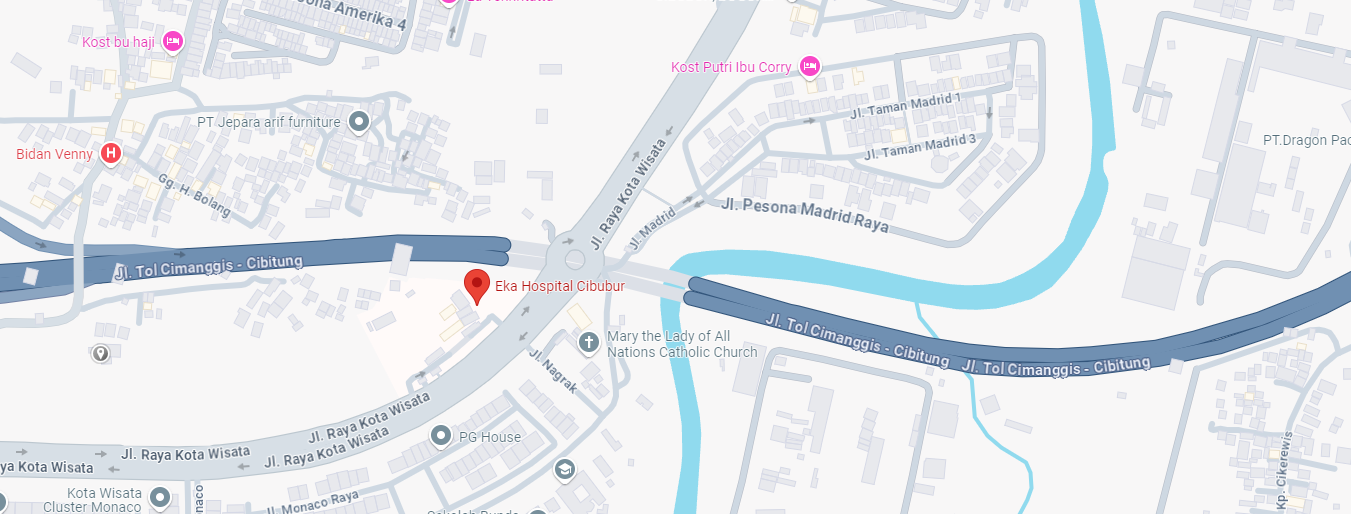 ona Amerika 4
Kost bu haji
Kost Putri Ibu Corry
Jl. Taman Madrid 1
PT Jepara arif furniture
Jl. Taman Madrid 3
PT.Dragon Pac
Bidan Venny
Gg. H. Bolang
Jl. Raya Kota Wisata
Jl. Madrid
Jl. Pesona Madrid Raya
Jl. Tol Cimanggis - Cibitung
Eka Hospital Cibubur
Mary the Lady of All
Nations Catholic Church
Jl. Tol Cimanggis - Cibitung
Jl. Tol Cimanggis - Cibitung
Jl. Nagrak
Jl. Raya Kota Wisata
Jl. Raya Kota Wisata
Jl. Raya Kota Wisata
ya Kota Wisata
PG House
Kp. Cikerewis
Kota Wisata
Cluster Monaco
onaco
Jl. Monaco Raya